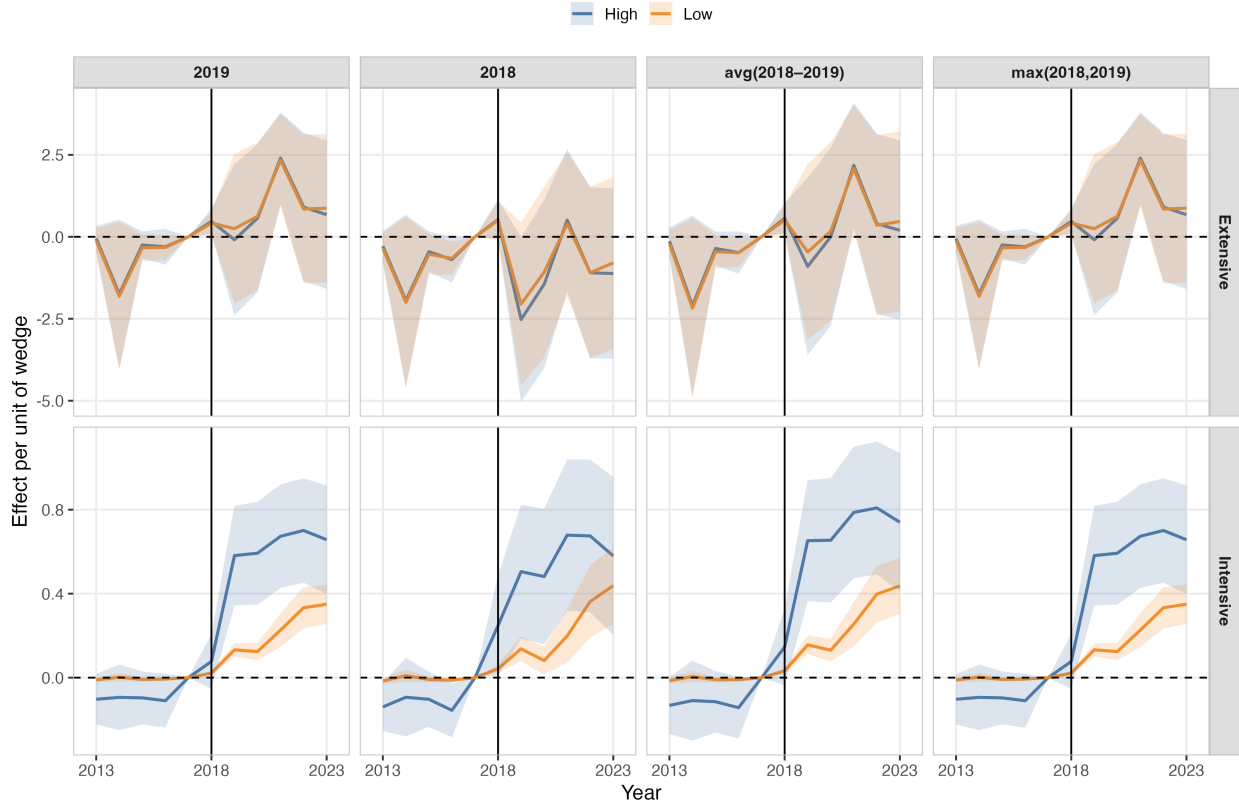 High Low
2019 2018 avg(2018–2019) max(2018,2019)
Effect per unit of wedge
2.5
0.0
-2.5
-5.0
Extensive
0.8
0.4
0.0
Intensive
2013 2018 2023 2013 2018 2023 2013 2018 2023 2013 2018 2023
Year